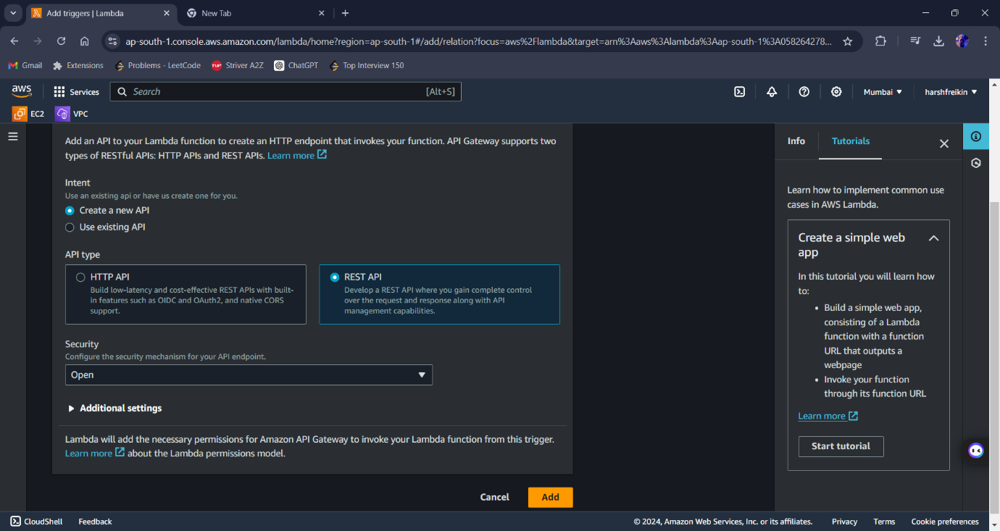 Add triggers | Lambda
New Tab
ap-south-1.console.aws.amazon.com/lambda/home?region=ap-south-1#/add/relation?focus=aws%2Flambda&target=arn%3Aaws%3Alambda%3Aap-south-1%3A058264278...
Gmail
Extensions
Problems - LeetCode
TUF
Striver A2Z
ChatGPT
Top Interview 150
aws
Services
Search
[Alt+S]
Mumbai
harshfreikin
EC2
VPC
Add an API to your Lambda function to create an HTTP endpoint that invokes your function. API Gateway supports two
types of RESTful APIs: HTTP APIs and REST APIs. Learn more
Intent
Use an existing api or have us create one for you.
Create a new API
Use existing API
API type
HTTP API
Build low-latency and cost-effective REST APIs with built-
in features such as OIDC and OAuth2, and native CORS
support.
REST API
Develop a REST API where you gain complete control
over the request and response along with API
management capabilities.
Security
Configure the security mechanism for your API endpoint.
Open
Additional settings
Lambda will add the necessary permissions for Amazon API Gateway to invoke your Lambda function from this trigger.
Learn more about the Lambda permissions model.
Cancel
Add
Info
Tutorials
Learn how to implement common use
cases in AWS Lambda.
Create a simple web
app
In this tutorial you will learn how
to:
• Build a simple web app,
consisting of a Lambda
function with a function
URL that outputs a
webpage
• Invoke your function
through its function URL
Learn more
Start tutorial
CloudShell
Feedback
© 2024, Amazon Web Services, Inc. or its affiliates.
Privacy
Terms
Cookie preferences